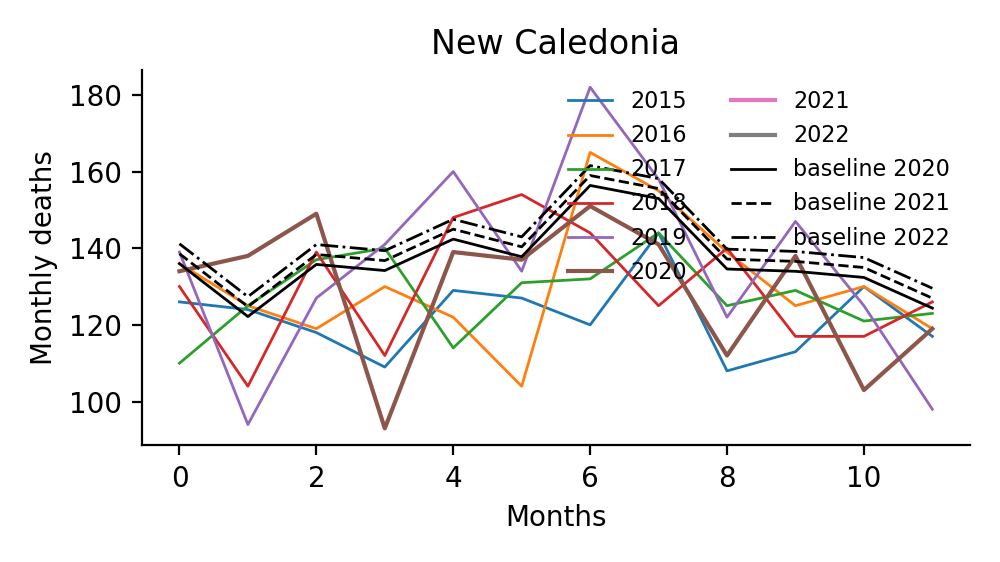 New Caledonia
Monthly deaths
180
160
140
120
100
2015
2016
2017
2018
2019
2020
2021
2022
baseline 2020
baseline 2021
baseline 2022
0 2 4 6 8 10
Months